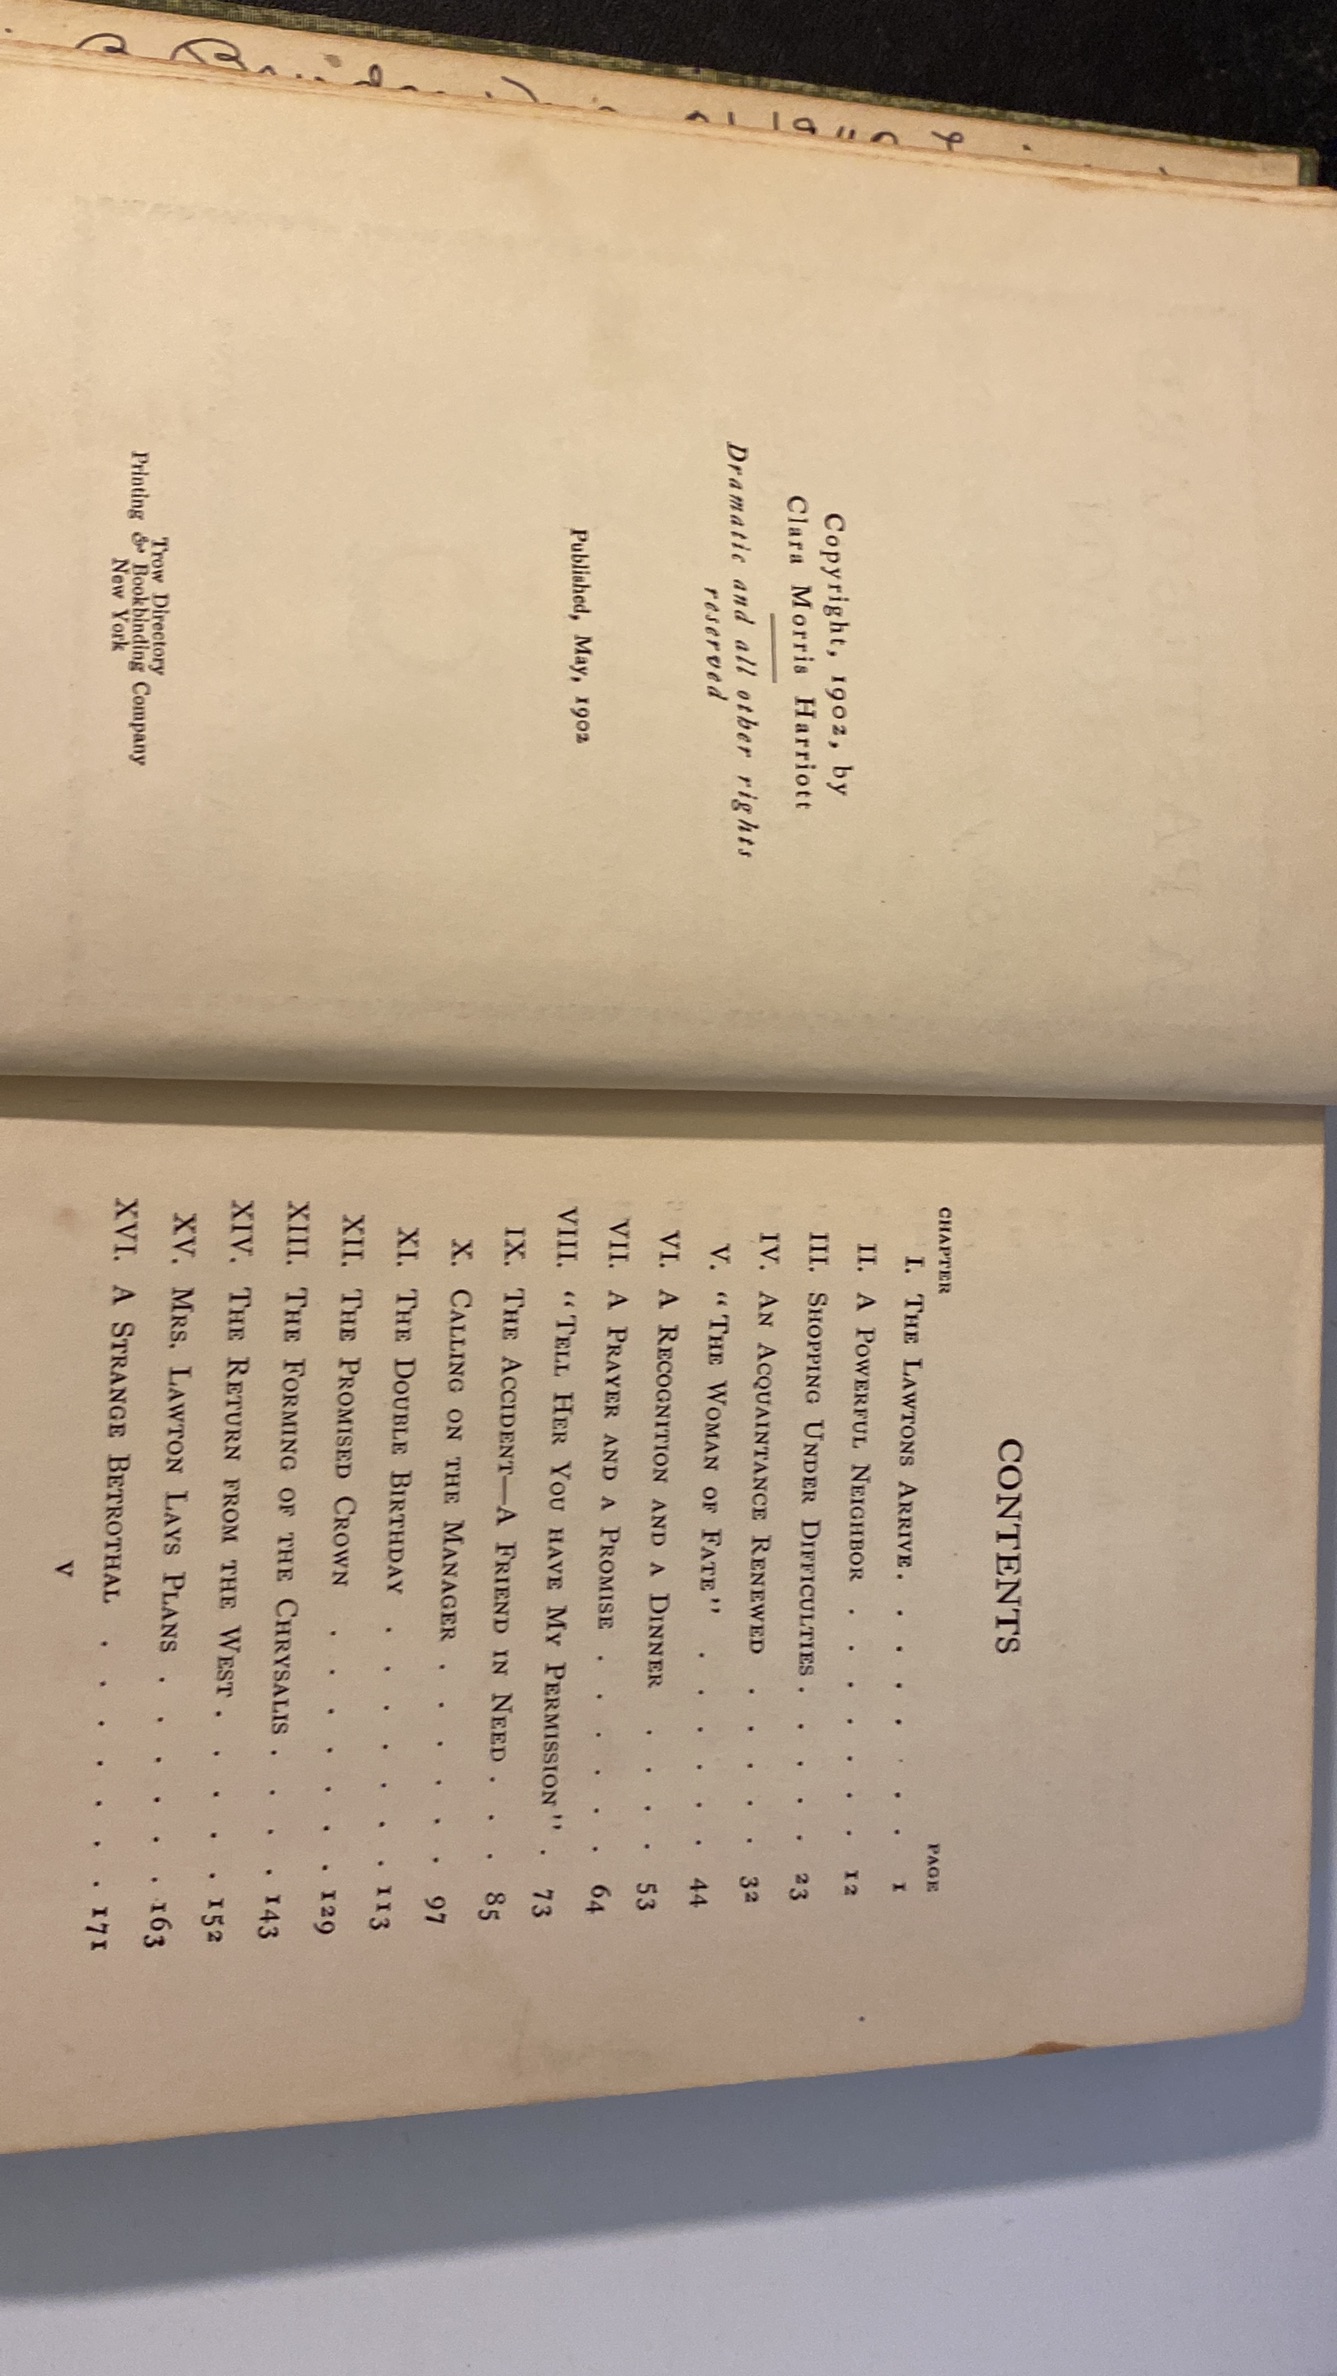 Copyright, 1902, by
Clara Morris Harriott
Dramatic and all other rights
reserved
Published, May, 1902
Trow Directory
Printing & Bookbinding Company
New York
CONTENTS
CHAPTER PAGE
I. The Lawtons Arrive . . . . . . . 1
II. A Powerful Neighbor . . . . . . . 12
III. Shopping Under Difficulties . . . . . 23
IV. An Acquaintance Renewed . . . . . 32
V. “The Woman of Fate” . . . . . . 44
VI. A Recognition and a Dinner . . . . 53
VII. A Prayer and a Promise . . . . . . 64
VIII. “Tell Her You have My Permission” . 73
IX. The Accident—A Friend in Need . . . 85
X. Calling on the Manager . . . . . . 97
XI. The Double Birthday . . . . . . . 113
XII. The Promised Crown . . . . . . . 129
XIII. The Forming of the Chrysalis . . . . 143
XIV. The Return from the West . . . . . 152
XV. Mrs. Lawton Lays Plans . . . . . . 163
XVI. A Strange Betrothal . . . . . . . 171
v